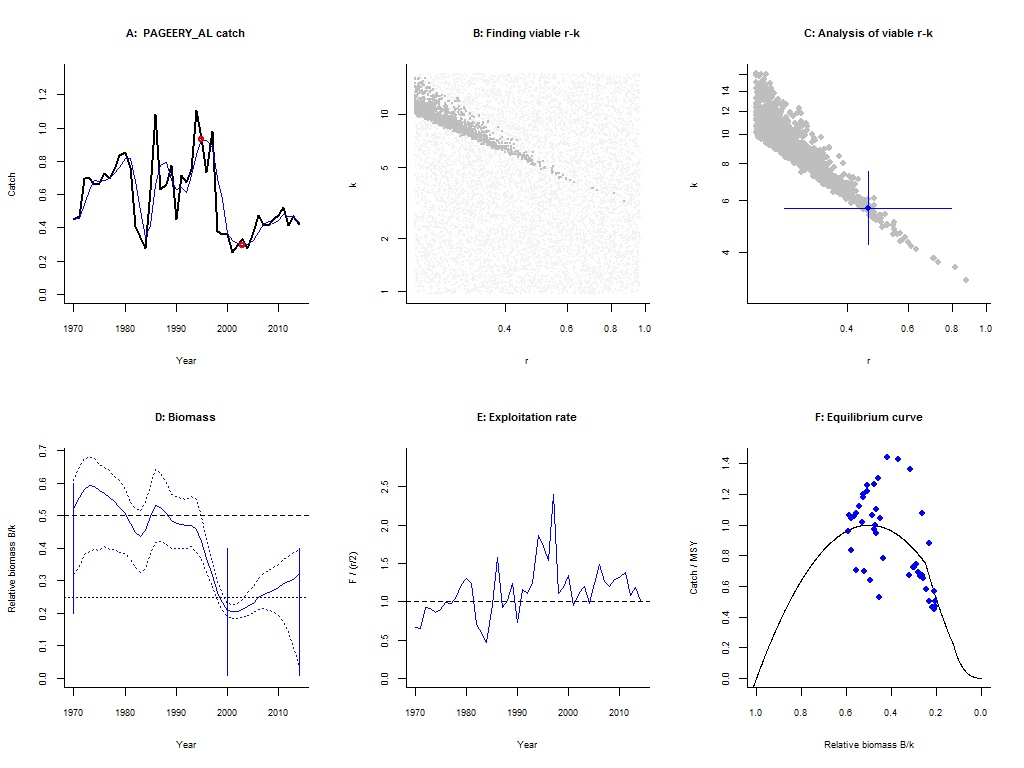 A: PAGEERY_AL catch
Catch
0.0 0.2 0.4 0.6 0.8 1.0 1.2
1970 1980 1990 2000 2010
Year
B: Finding viable r-k
k
1 2 5 10
0.4 0.6 0.8 1.0
r
C: Analysis of viable r-k
k
4 6 8 10 12 14
0.4 0.6 0.8 1.0
r
D: Biomass
Relative biomass B/k
0.0 0.1 0.2 0.3 0.4 0.5 0.6 0.7
1970 1980 1990 2000 2010
Year
E: Exploitation rate
F / (r/2)
0.0 0.5 1.0 1.5 2.0 2.5
1970 1980 1990 2000 2010
Year
F: Equilibrium curve
Catch / MSY
0.0 0.2 0.4 0.6 0.8 1.0 1.2 1.4
1.0 0.8 0.6 0.4 0.2 0.0
Relative biomass B/k